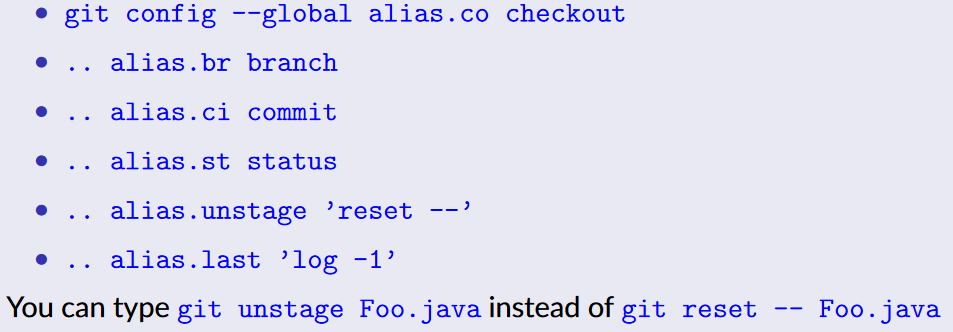 • git config --global alias.co checkout
• .. alias.br branch
• .. alias.ci commit
• .. alias.st status
• .. alias.unstage ’reset --’
• .. alias.last ’log -1’
You can type git unstage Foo.java instead of git reset -- Foo.java